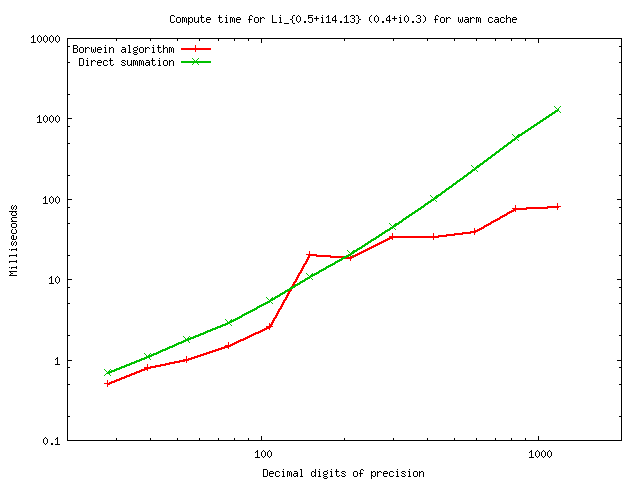 Compute time for Li_{0.5+i14.13} (0.4+i0.3) for warm cache
10000
Borwein algorithm
Direct summation
1000
100
10
1
0.1
Milliseconds
100
1000
Decimal digits of precision